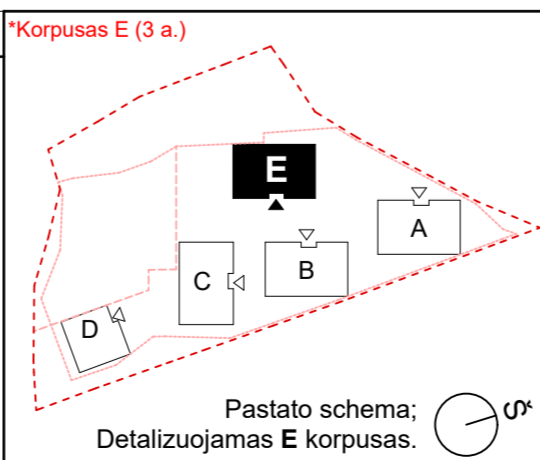 *Korpusas E (3 a.)
E
A
B
C
D
Pastato schema;
Detalizuojamas E korpusas.
Š